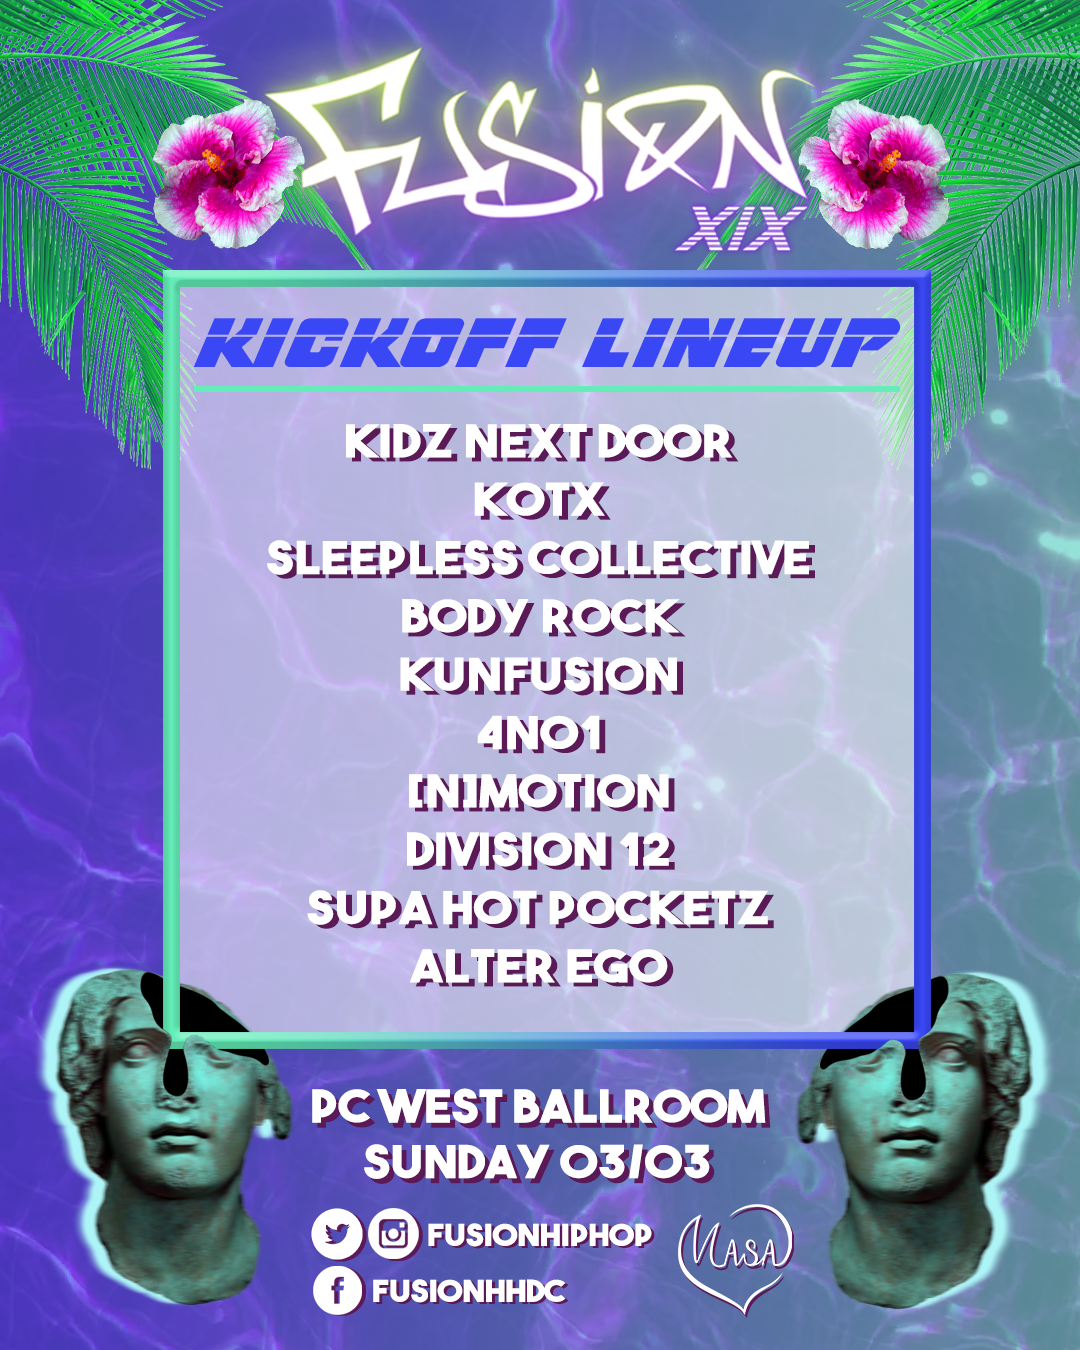 FUSION
XIX
KICKOFF LINEUP
KIDZ NEXT DOOR
KOTX
SLEEPLESS COLLECTIVE
BODY ROCK
KUNFUSION
4NO1
[N]MOTION
DIVISION 12
SUPA HOT POCKETZ
ALTER EGO
PC WEST BALLROOM
SUNDAY 03/03
FUSIONHIPHOP
FUSIONHHDC
MASA